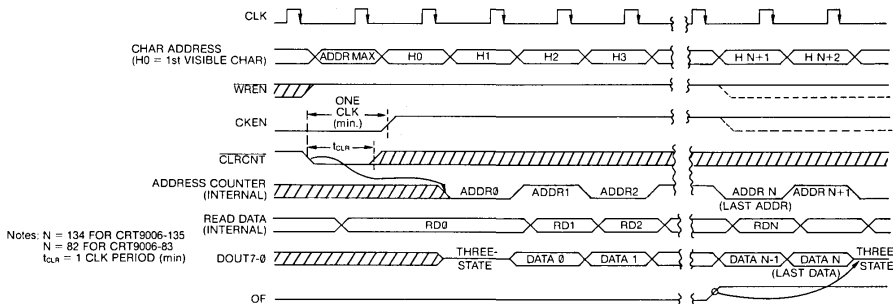 CLK
CHAR ADDRESS
(H0 = 1st VISIBLE CHAR)
ADDR MAX H0 H1 H2 H3 H N+1 H N+2
WREN
ONE
CLK
(min.)
CKEN
tCLR
CLRCNT
ADDRESS COUNTER
(INTERNAL)
ADDR0 ADDR1 ADDR2 ADDR N ADDR N+1
(LAST ADDR)
READ DATA
(INTERNAL)
RD0 RD1 RD2 RDN
Notes: N = 134 FOR CRT9006-135
N = 82 FOR CRT9006-83
tCLR = 1 CLK PERIOD (min)
DOUT7-0
THREE-
STATE
DATA 0 DATA 1 DATA N-1 DATA N
(LAST DATA)
THREE
STATE
OF